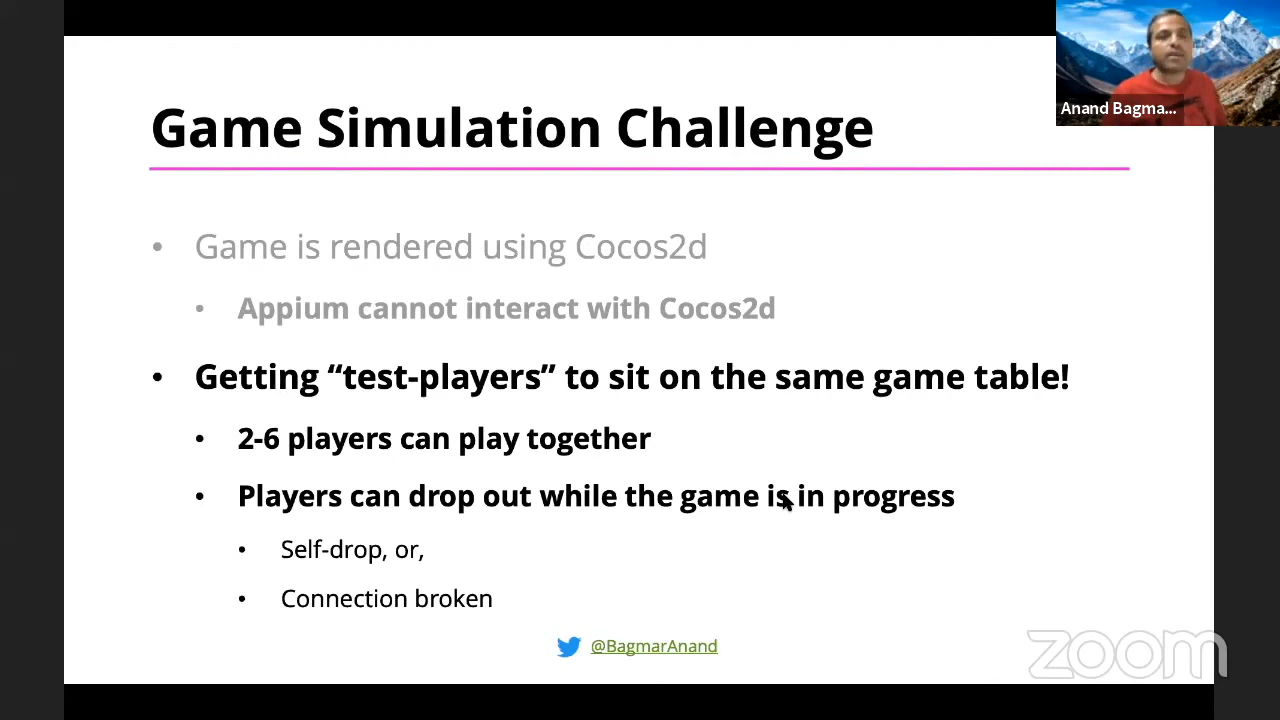 Game Simulation Challenge
Anand Bagma...
• Game is rendered using Cocos2d
• Appium cannot interact with Cocos2d
• Getting “test-players” to sit on the same game table!
• 2-6 players can play together
• Players can drop out while the game is in progress
• Self-drop, or,
• Connection broken
@BagmarAnand
zoom